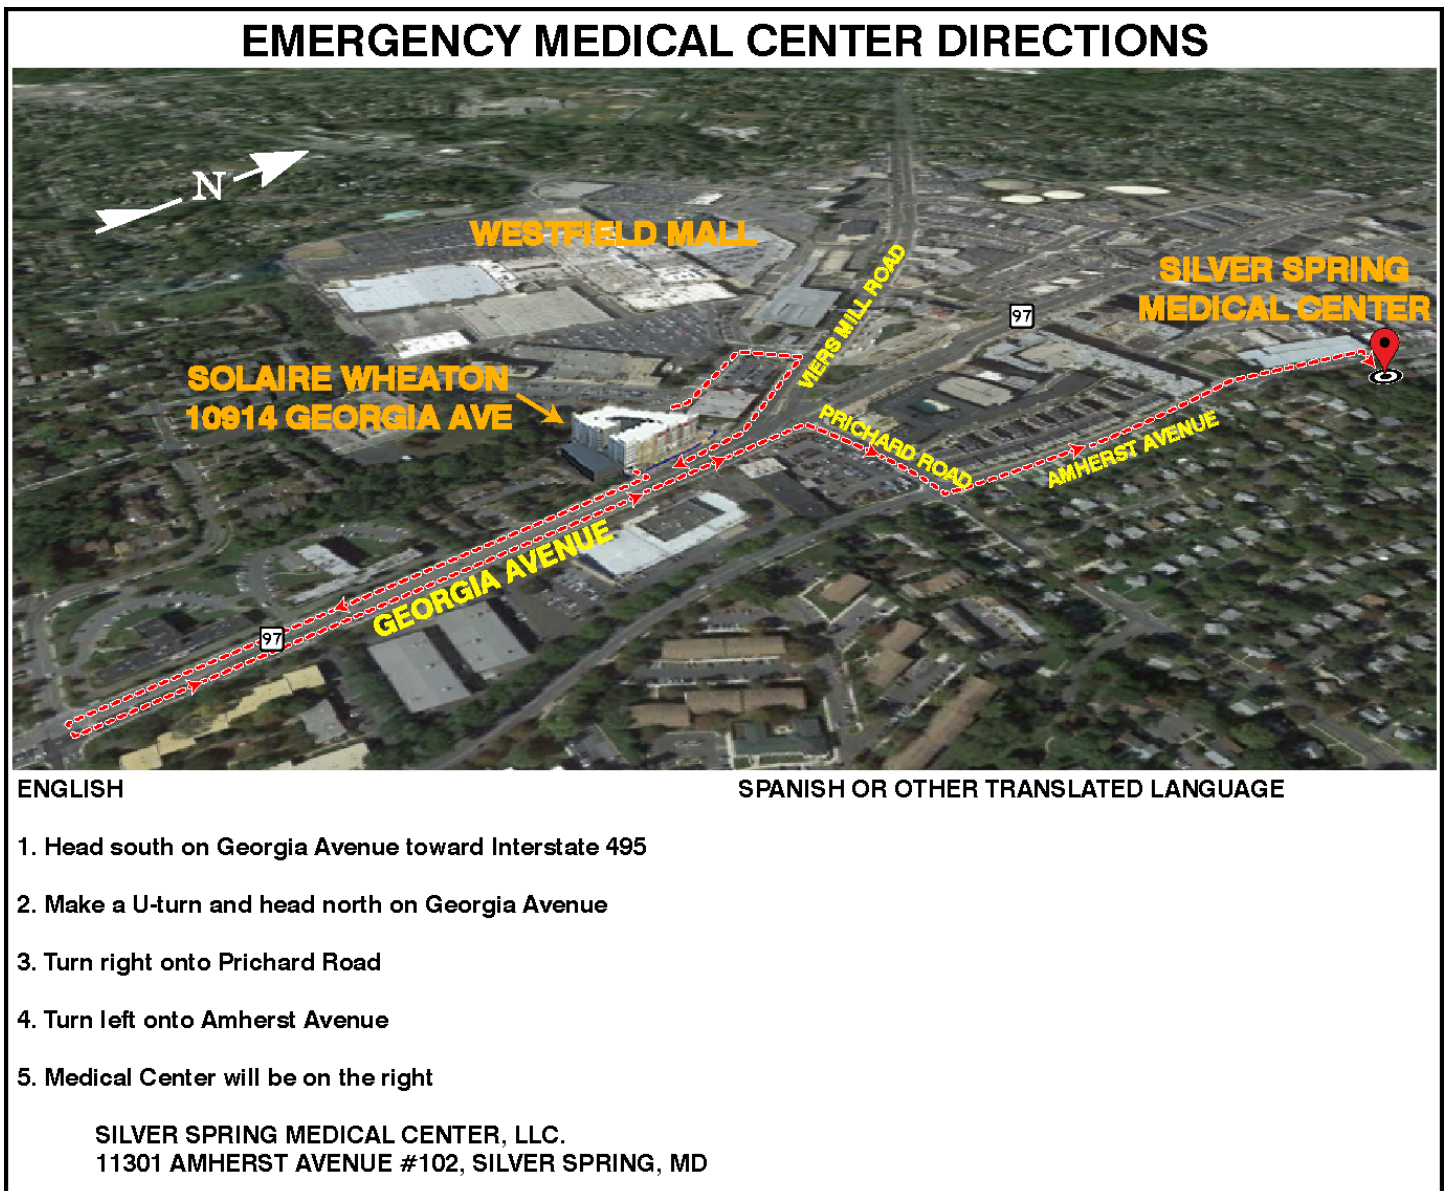 EMERGENCY MEDICAL CENTER DIRECTIONS
N
WESTFIELD MALL
VIERS MILL ROAD
SILVER SPRING
MEDICAL CENTER
97
SOLAIRE WHEATON
10914 GEORGIA AVE
PRICHARD ROAD
AMHERST AVENUE
GEORGIA AVENUE
97
ENGLISH
SPANISH OR OTHER TRANSLATED LANGUAGE
1. Head south on Georgia Avenue toward Interstate 495
2. Make a U-turn and head north on Georgia Avenue
3. Turn right onto Prichard Road
4. Turn left onto Amherst Avenue
5. Medical Center will be on the right
SILVER SPRING MEDICAL CENTER, LLC.
11301 AMHERST AVENUE #102, SILVER SPRING, MD